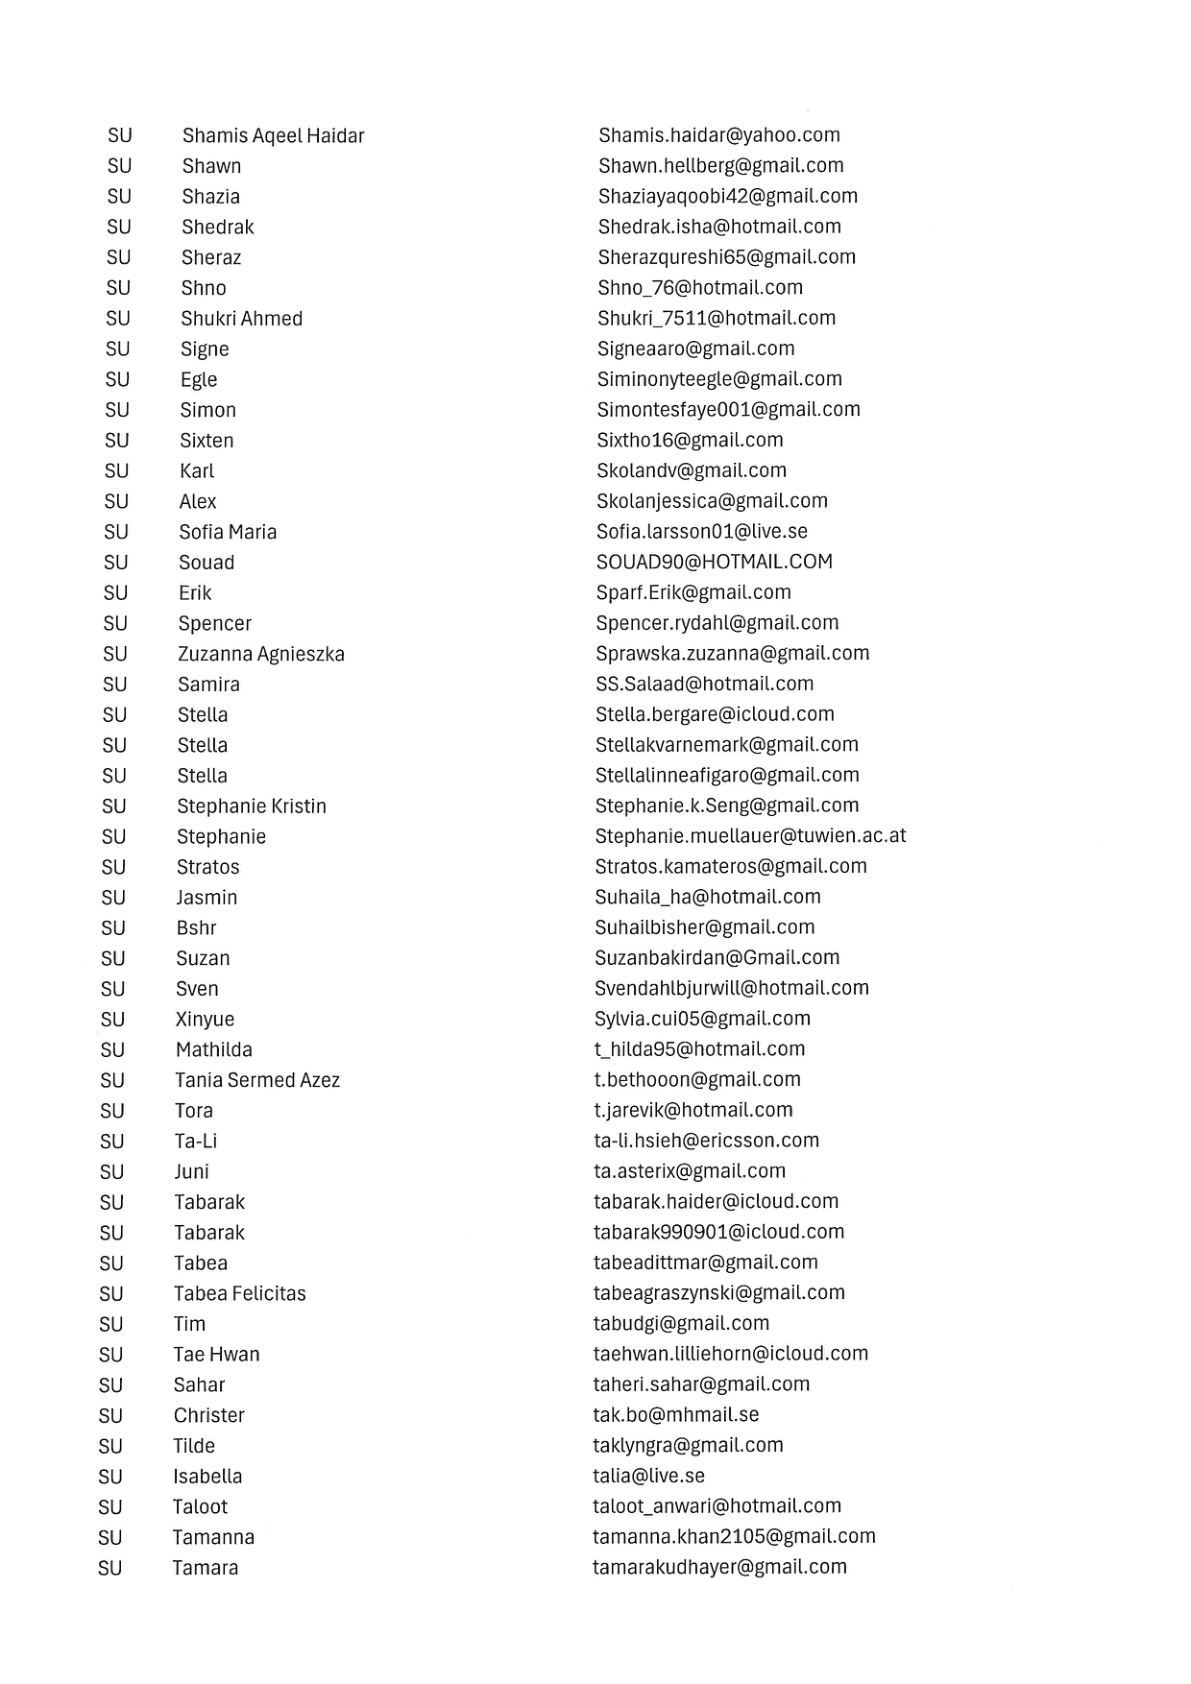 SU Shamis Aqeel Haidar Shamis.haidar@yahoo.com
SU Shawn Shawn.hellberg@gmail.com
SU Shazia Shaziayaqoobi42@gmail.com
SU Shedrak Shedrak.isha@hotmail.com
SU Sheraz Sherazqureshi65@gmail.com
SU Shno Shno_76@hotmail.com
SU Shukri Ahmed Shukri_7511@hotmail.com
SU Signe Signeaaro@gmail.com
SU Egle Siminonyteegle@gmail.com
SU Simon Simontesfaye001@gmail.com
SU Sixten Sixtho16@gmail.com
SU Karl Skolandv@gmail.com
SU Alex Skolanjessica@gmail.com
SU Sofia Maria Sofia.larsson01@live.se
SU Souad SOUAD90@HOTMAIL.COM
SU Erik Sparf.Erik@gmail.com
SU Spencer Spencer.rydahl@gmail.com
SU Zuzanna Agnieszka Sprawska.zuzanna@gmail.com
SU Samira SS.Salaad@hotmail.com
SU Stella Stella.bergare@icloud.com
SU Stella Stellakvarnemark@gmail.com
SU Stella Stellalinneafigaro@gmail.com
SU Stephanie Kristin Stephanie.k.Seng@gmail.com
SU Stephanie Stephanie.muellauer@tuwien.ac.at
SU Stratos Stratos.kamateros@gmail.com
SU Jasmin Suhaila_ha@hotmail.com
SU Bshr Suhailbisher@gmail.com
SU Suzan Suzanbakirdan@Gmail.com
SU Sven Svendahlbjurwill@hotmail.com
SU Xinyue Sylvia.cui05@gmail.com
SU Mathilda t_hilda95@hotmail.com
SU Tania Sermed Azez t.bethooon@gmail.com
SU Tora t.jarevik@hotmail.com
SU Ta-Li ta-li.hsieh@ericsson.com
SU Juni ta.asterix@gmail.com
SU Tabarak tabarak.haider@icloud.com
SU Tabarak tabarak990901@icloud.com
SU Tabea tabeadittmar@gmail.com
SU Tabea Felicitas tabeagraszynski@gmail.com
SU Tim tabudgi@gmail.com
SU Tae Hwan taehwan.lilliehorn@icloud.com
SU Sahar taheri.sahar@gmail.com
SU Christer tak.bo@mhmail.se
SU Tilde taklyngra@gmail.com
SU Isabella talia@live.se
SU Taloot taloot_anwari@hotmail.com
SU Tamanna tamanna.khan2105@gmail.com
SU Tamara tamarakudhayer@gmail.com